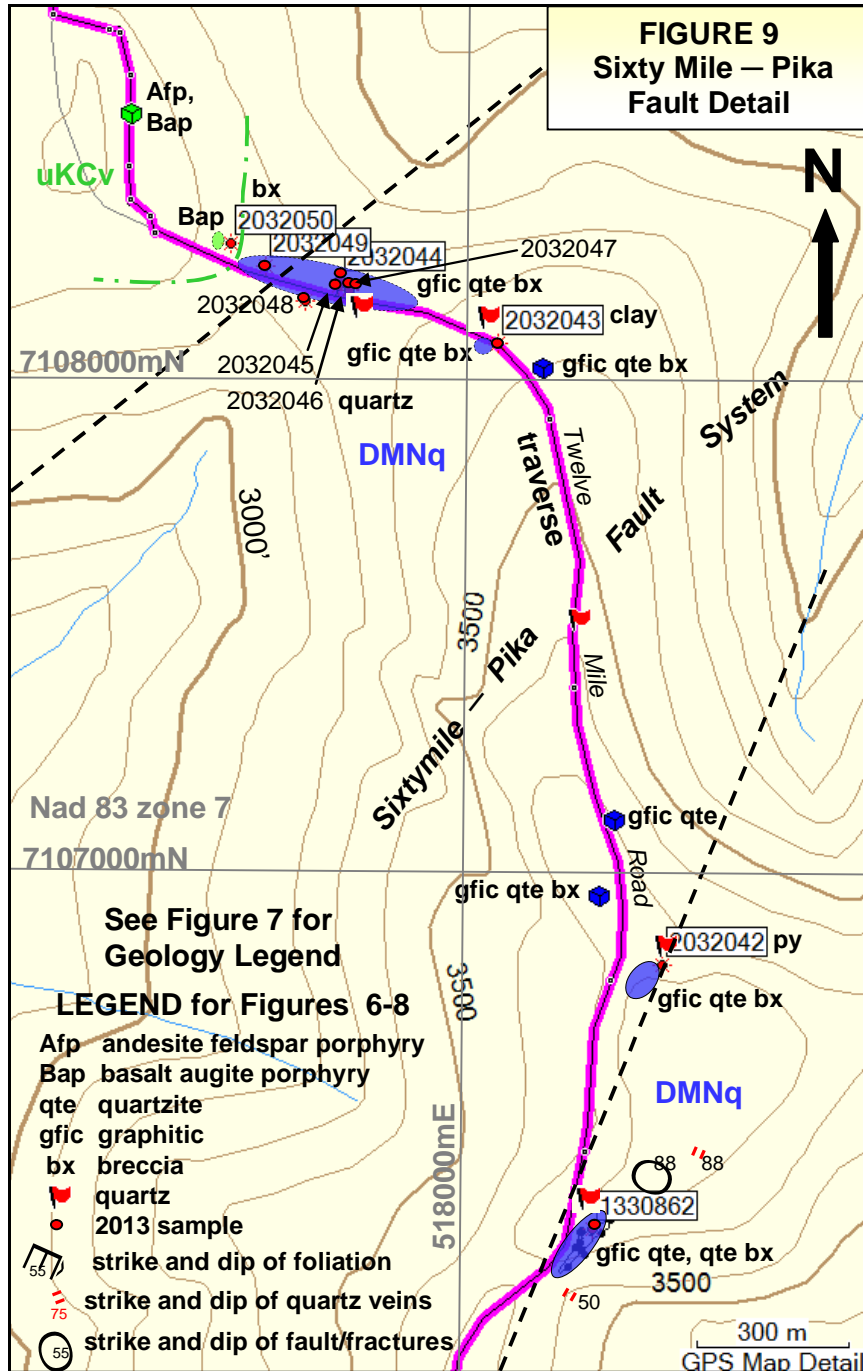 FIGURE 9
Sixty Mile — Pika
Fault Detail
N
Afp,
Bap
uKCv
bx
Bap
2032050
2032049
2032044
2032047
gfic qte bx
2032048
2032043 clay
gfic qte bx
gfic qte bx
2032045
2032046 quartz
7108000mN
DMNq
3000'
System
Twelve
traverse
Fault
3500
Sixtymile — Pika
Mile
Nad 83 zone 7
gfic qte
7107000mN
Road
gfic qte bx
See Figure 7 for
Geology Legend
2032042 py
3500
gfic qte bx
LEGEND for Figures 6-8
Afp andesite feldspar porphyry
Bap basalt augite porphyry
qte quartzite
gfic graphitic
bx breccia
quartz
2013 sample
55 strike and dip of foliation
75 strike and dip of quartz veins
55 strike and dip of fault/fractures
518000mE
DMNq
88
88
1330862
gfic qte, qte bx
3500
50
300 m
GPS Map Detail